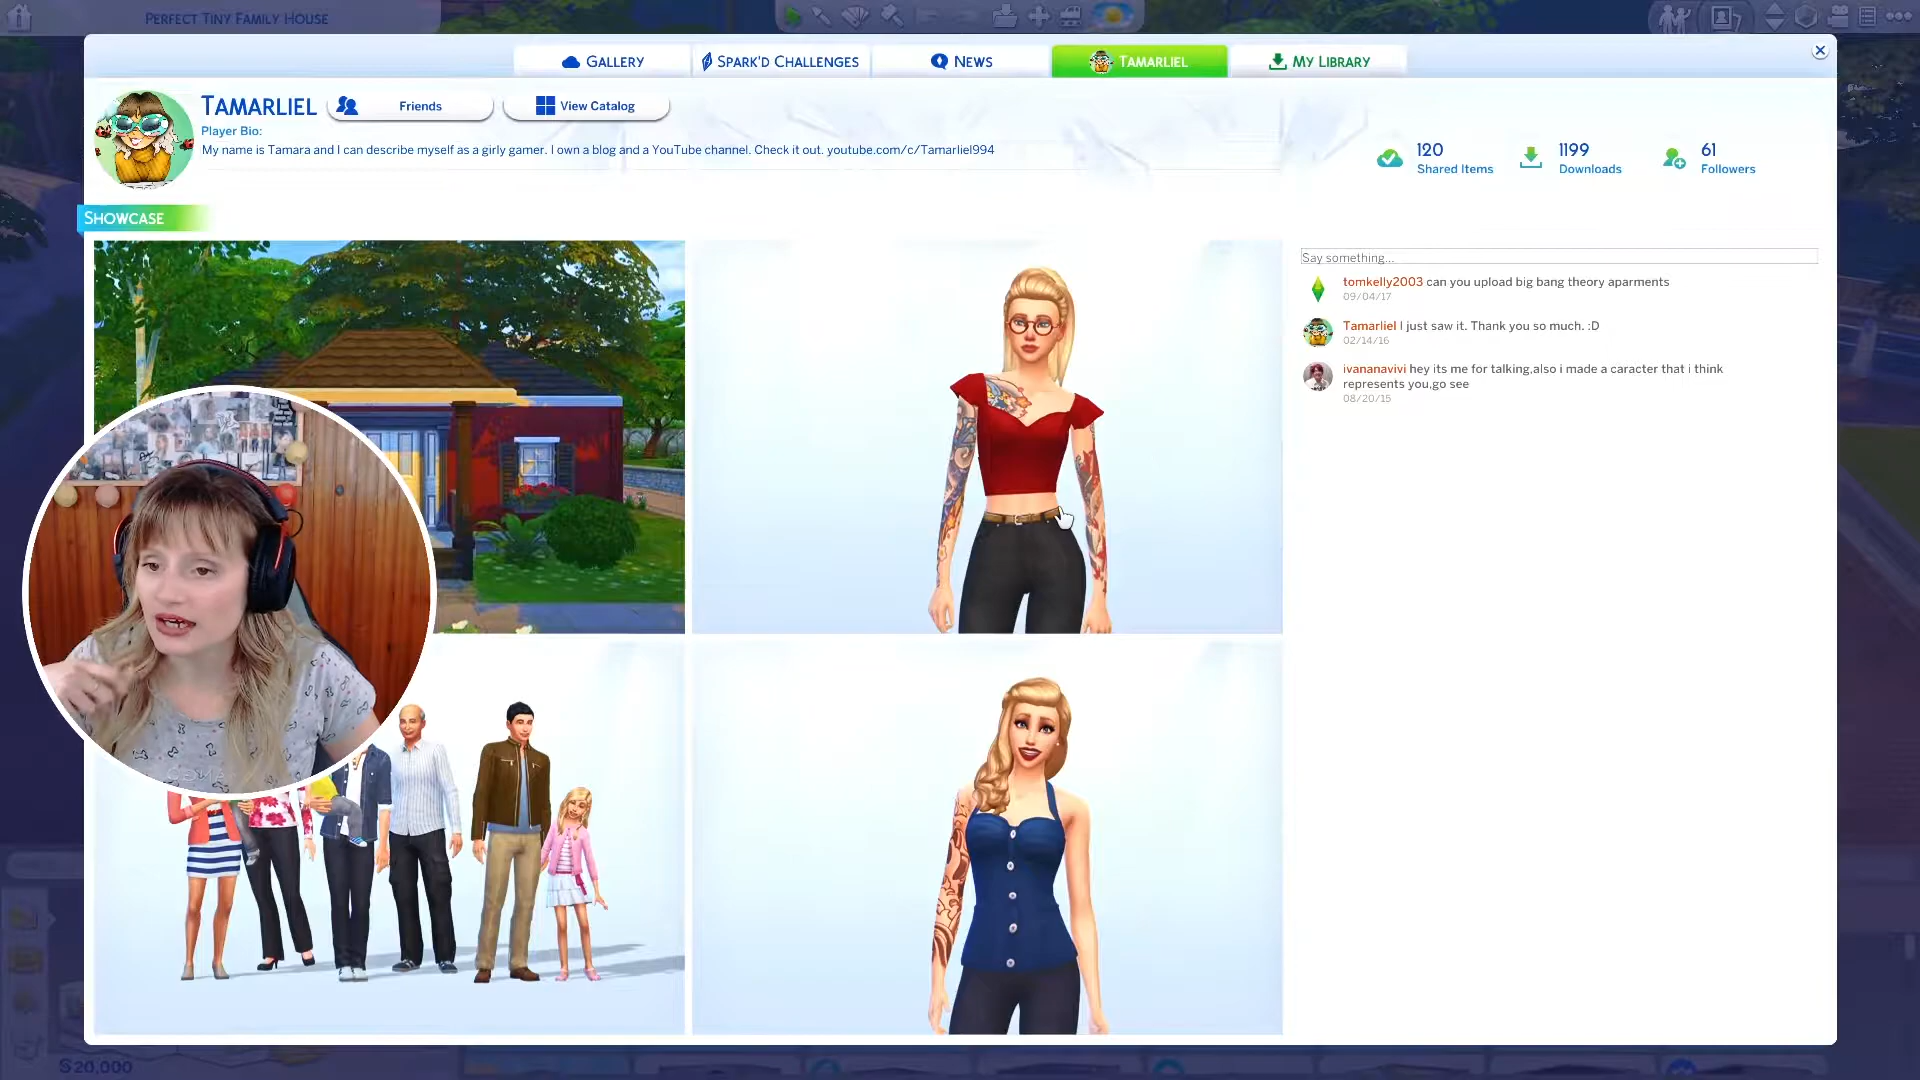 PERFECT TINY FAMILY HOUSE
GALLERY
SPARK'D CHALLENGES
NEWS
TAMARLIEL
MY LIBRARY
TAMARLIEL
Friends
View Catalog
Player Bio:
My name is Tamara and I can describe myself as a girly gamer. I own a blog and a YouTube channel. Check it out. youtube.com/c/Tamarliel994
120
Shared Items
1199
Downloads
61
Followers
SHOWCASE
Say something...
tomkelly2003 can you upload big bang theory aparments
09/04/17
Tamarliel I just saw it. Thank you so much. :D
02/14/16
ivananavivi hey its me for talking,also i made a caracter that i think
represents you,go see
08/20/15
§20,000